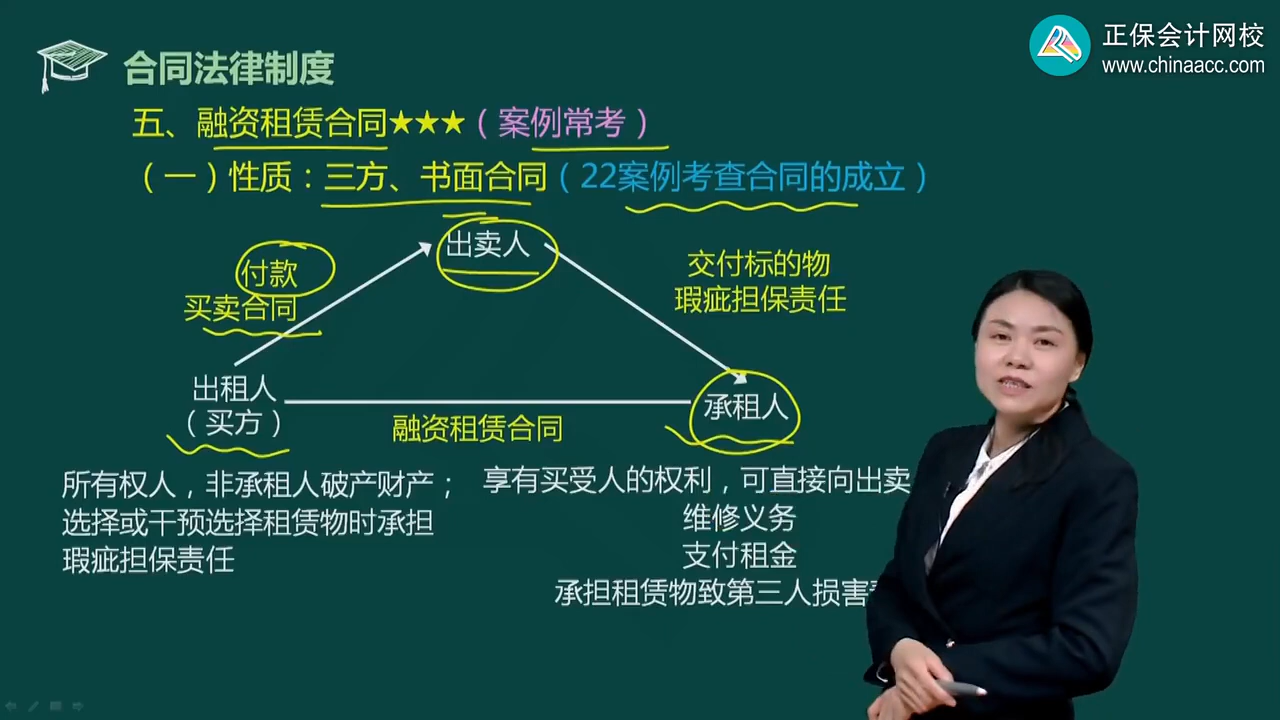 正保会计网校
www.chinaacc.com
合同法律制度
五、融资租赁合同★★★（案例常考）
（一）性质：三方、书面合同（22案例考查合同的成立）
出卖人
付款
买卖合同
交付标的物
瑕疵担保责任
出租人
（买方）
承租人
融资租赁合同
所有权人，非承租人破产财产；
选择或干预选择租赁物时承担
瑕疵担保责任
享有买受人的权利，可直接向出卖
维修义务
支付租金
承担租赁物致第三人损害